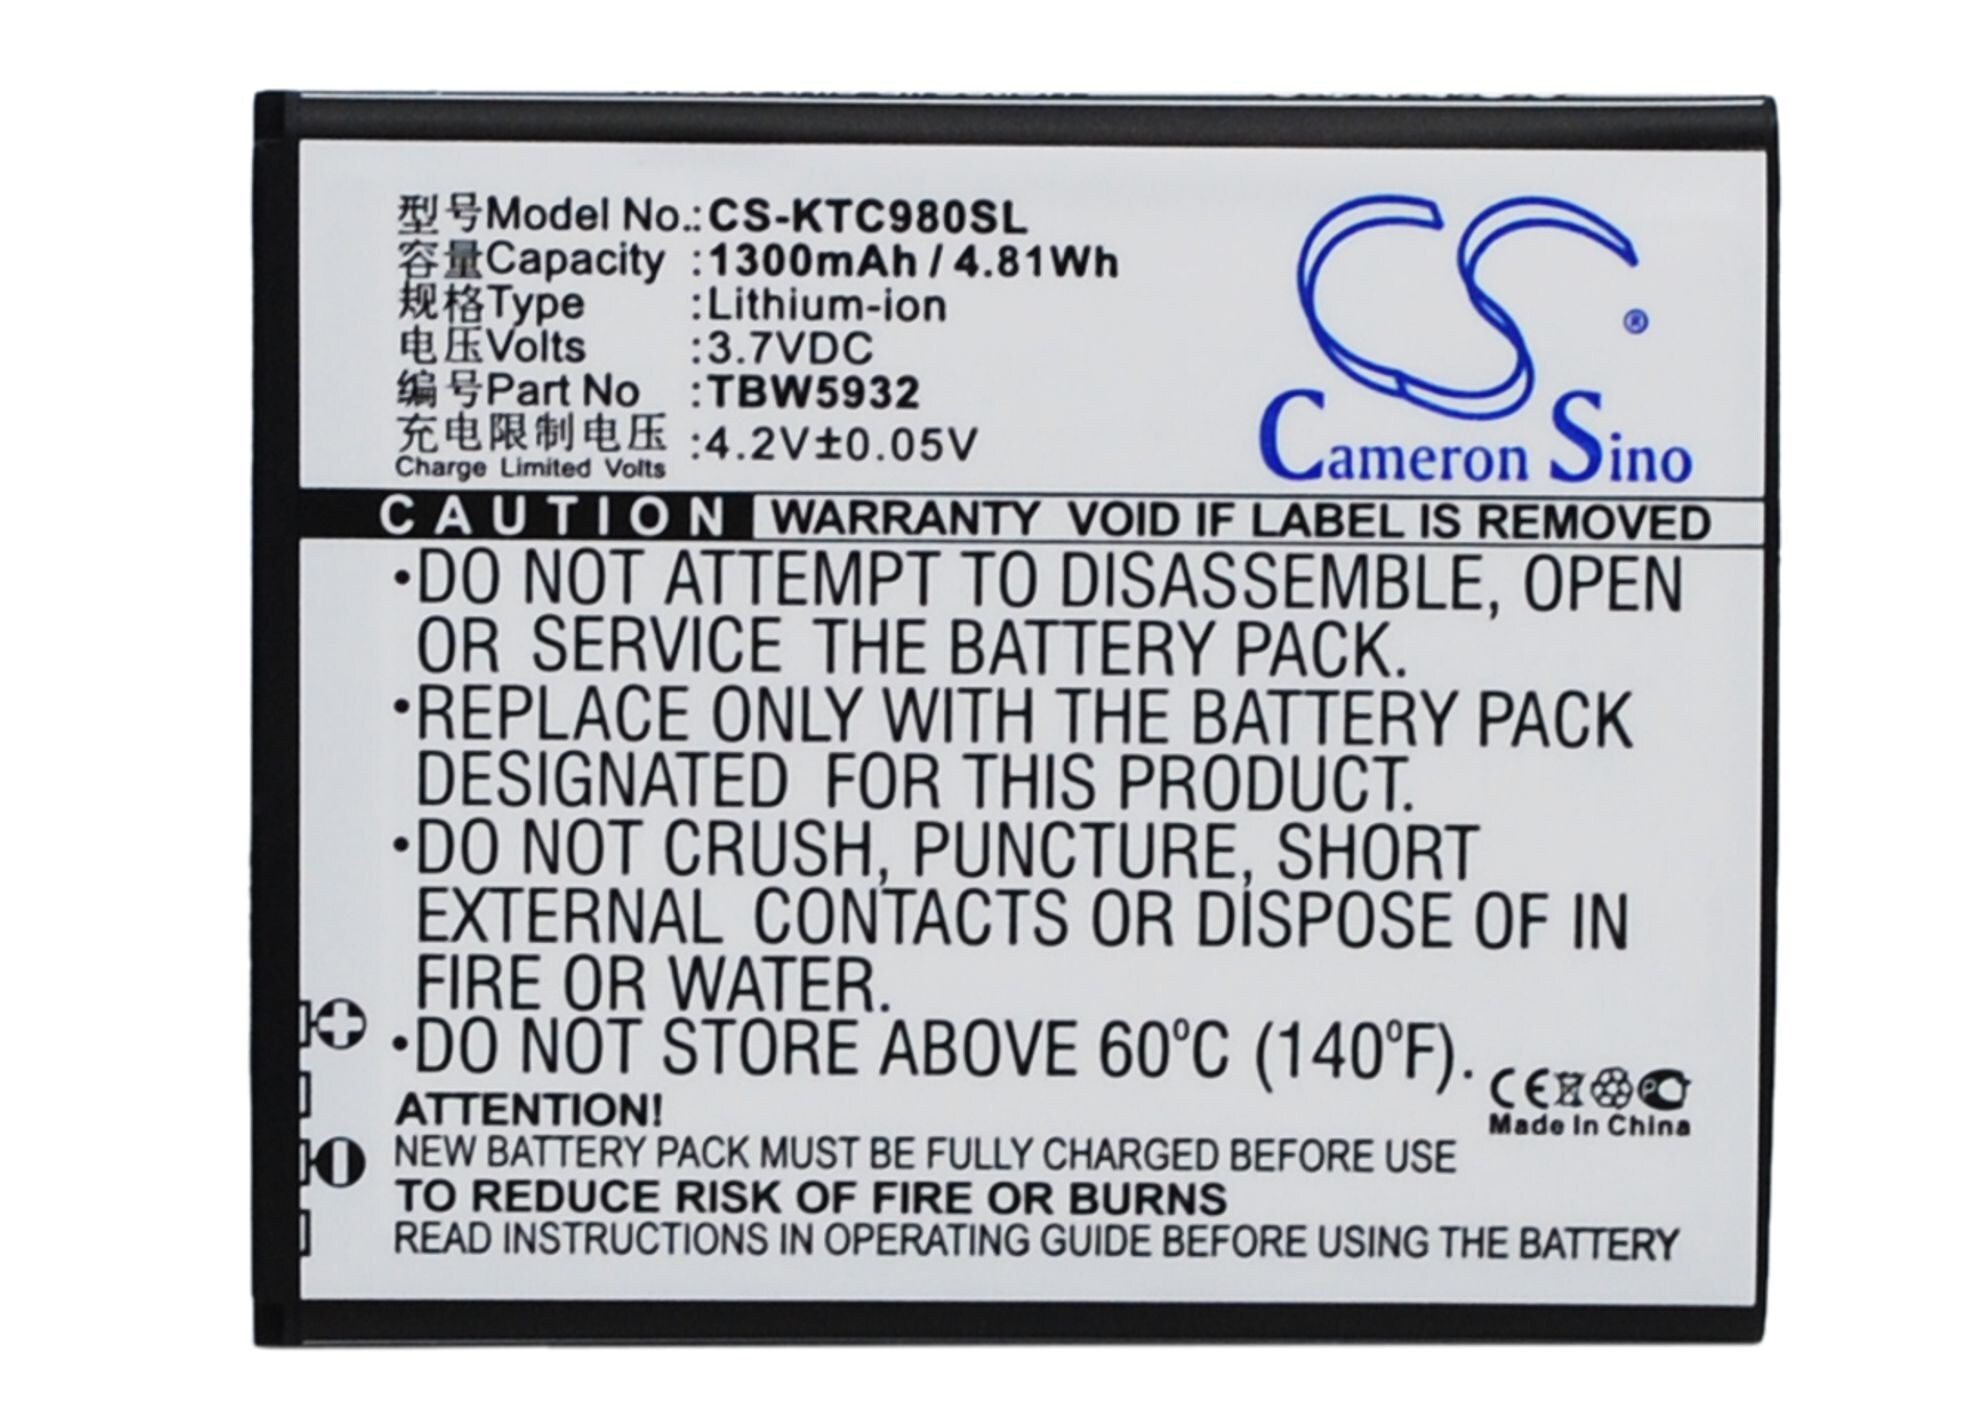 型号Model No.:CS-KTC980SL
容量Capacity :1300mAh / 4.81Wh
规格Type :Lithium-ion
电压Volts :3.7VDC
编号Part No :TBW5932
充电限制电压 :4.2V±0.05V
Charge Limited Volts
CS ®
Cameron Sino
CAUTION WARRANTY VOID IF LABEL IS REMOVED
•DO NOT ATTEMPT TO DISASSEMBLE, OPEN
OR SERVICE THE BATTERY PACK.
•REPLACE ONLY WITH THE BATTERY PACK
DESIGNATED FOR THIS PRODUCT.
•DO NOT CRUSH, PUNCTURE, SHORT
EXTERNAL CONTACTS OR DISPOSE OF IN
FIRE OR WATER.
•DO NOT STORE ABOVE 60°C (140°F).
CE
Made In China
ATTENTION!
NEW BATTERY PACK MUST BE FULLY CHARGED BEFORE USE
TO REDUCE RISK OF FIRE OR BURNS
READ INSTRUCTIONS IN OPERATING GUIDE BEFORE USING THE BATTERY